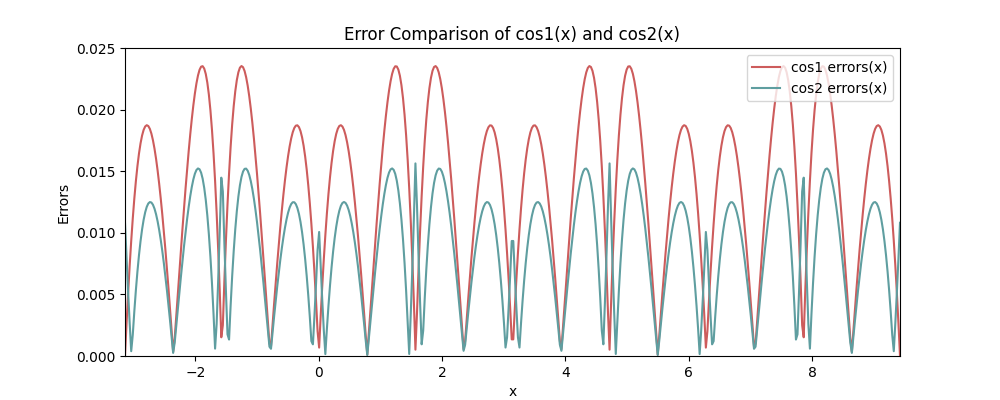 Error Comparison of cos1(x) and cos2(x)
0.025
0.020
0.015
0.010
0.005
0.000
Errors
cos1 errors(x)
cos2 errors(x)
−2
0
2
4
6
8
x